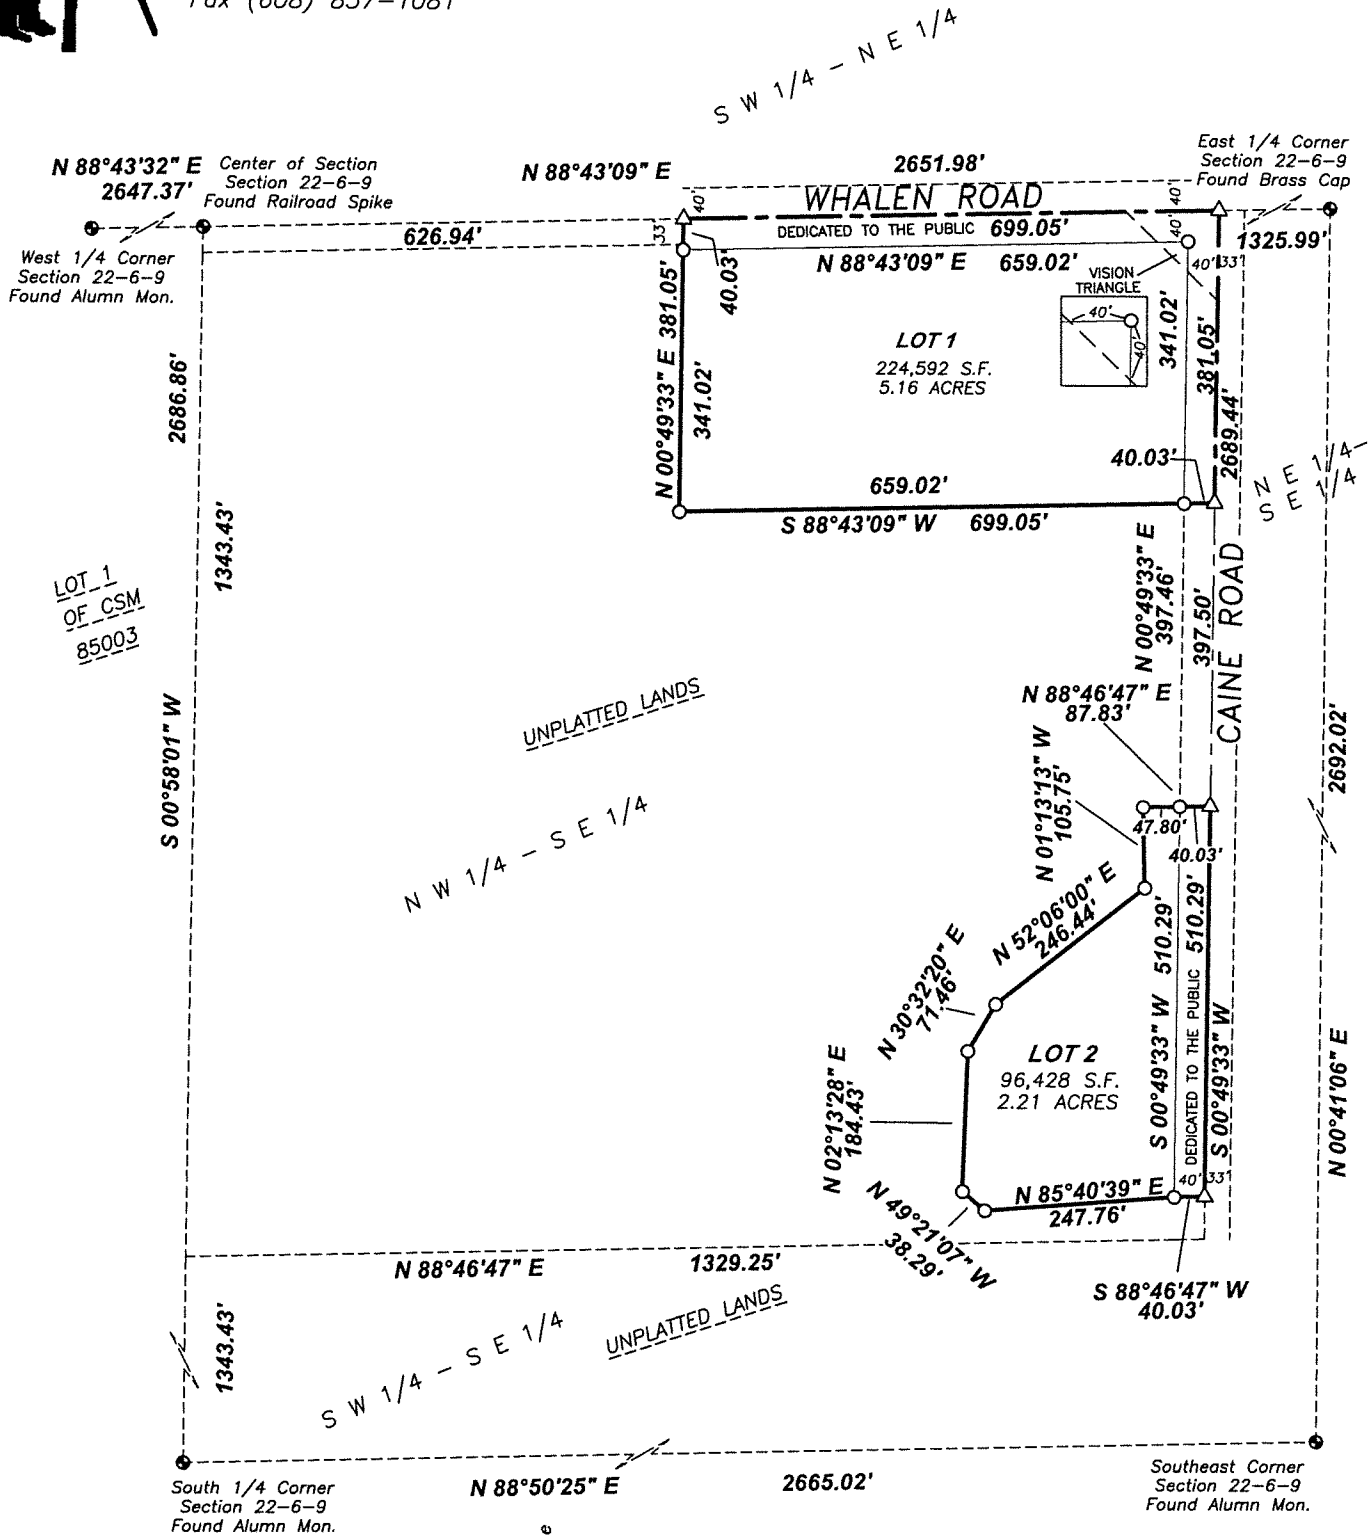 Fax (608) 837-1081
S W 1/4 - N E 1/4
N 88°43'32" E
2647.37'
Center of Section
Section 22-6-9
Found Railroad Spike
N 88°43'09" E
2651.98'
East 1/4 Corner
Section 22-6-9
Found Brass Cap
WHALEN ROAD
40'
40'
40'
626.94'
33'
DEDICATED TO THE PUBLIC
699.05'
1325.99'
West 1/4 Corner
Section 22-6-9
Found Alumn Mon.
40.03'
N 88°43'09" E 659.02'
40'
33'
VISION
TRIANGLE
40'
40'
N 00°49'33" E 381.05'
341.02'
LOT 1
224,592 S.F.
5.16 ACRES
341.02'
381.05'
2686.86'
2689.44'
40.03'
659.02'
S 88°43'09" W 699.05'
N E 1/4-
S E 1/4
1343.43'
LOT 1
OF CSM
85003
N 00°49'33" E
397.46'
397.50'
CAINE ROAD
UNPLATTED LANDS
N 88°46'47" E
87.83'
S 00°58'01" W
N 01°13'13" W
105.75'
2692.02'
47.80'
40.03'
N W 1/4 - S E 1/4
N 52°06'00" E
246.44'
N 30°32'20" E
71.46'
S 00°49'33" W 510.29'
DEDICATED TO THE PUBLIC
510.29'
S 00°49'33" W
LOT 2
96,428 S.F.
2.21 ACRES
N 02°13'28" E
184.43'
N 00°41'06" E
40'
33'
N 85°40'39" E
247.76'
N 49°21'07" W
38.29'
N 88°46'47" E
1329.25'
S 88°46'47" W
40.03'
UNPLATTED LANDS
1343.43'
S W 1/4 - S E 1/4
South 1/4 Corner
Section 22-6-9
Found Alumn Mon.
N 88°50'25" E
2665.02'
Southeast Corner
Section 22-6-9
Found Alumn Mon.